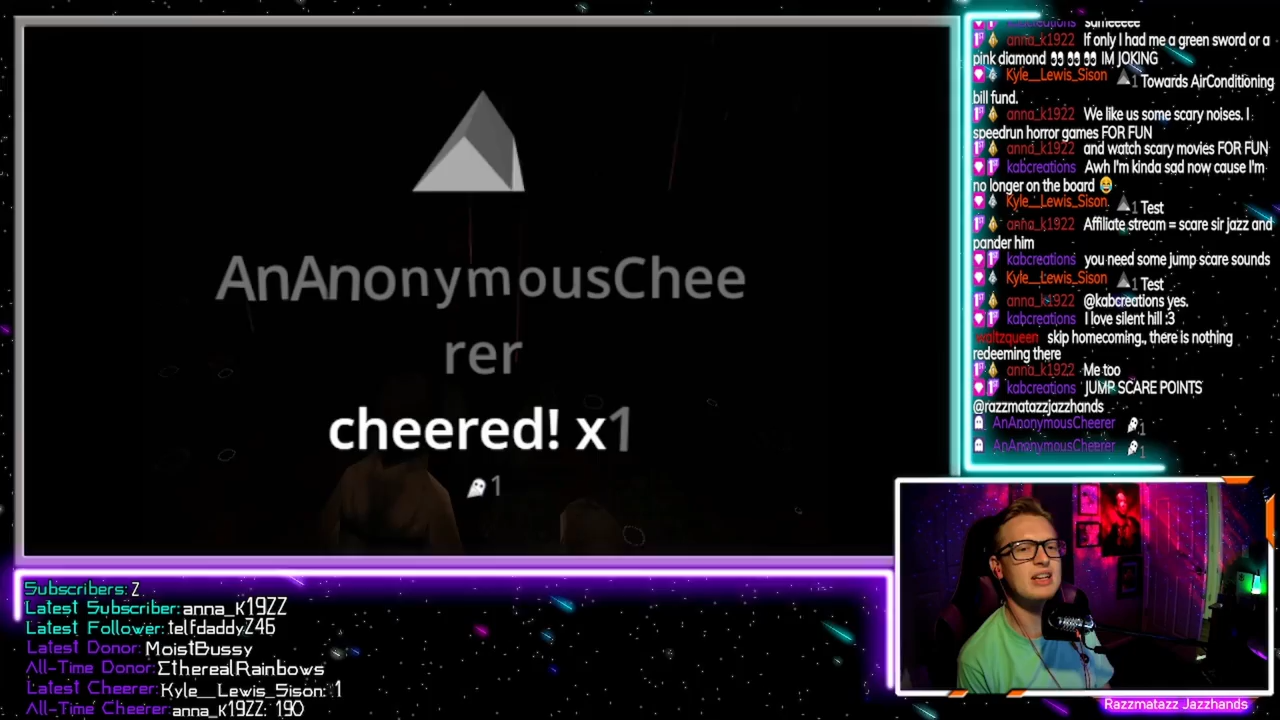 AnAnonymousChee
rer
cheered! x1
1
sameeeee
anna_k1922 If only I had me a green sword or a
pink diamond 👀 👀 👀 IM JOKING
Kyle__Lewis_Sison 1 Towards AirConditioning
bill fund.
anna_k1922 We like us some scary noises. I
speedrun horror games FOR FUN
anna_k1922 and watch scary movies FOR FUN
kabcreations Awh I'm kinda sad now cause I'm
no longer on the board 😭
Kyle__Lewis_Sison 1 Test
anna_k1922 Affiliate stream = scare sir jazz and
pander him
kabcreations you need some jump scare sounds
Kyle__Lewis_Sison 1 Test
anna_k1922 @kabcreations yes.
kabcreations I love silent hill :3
waltzqueen skip homecoming., there is nothing
redeeming there
anna_k1922 Me too
kabcreations JUMP SCARE POINTS
@razzmatazzjazzhands
AnAnonymousCheerer 1
AnAnonymousCheerer 1
Subscribers: 2
Latest Subscriber: anna_k1922
Latest Follower: telfdaddy246
Latest Donor: MoistBussy
All-Time Donor: EtherealRainbows
Latest Cheerer: Kyle__Lewis_Sison: 1
All-Time Cheerer: anna_k1922: 190
Razzmatazz Jazzhands